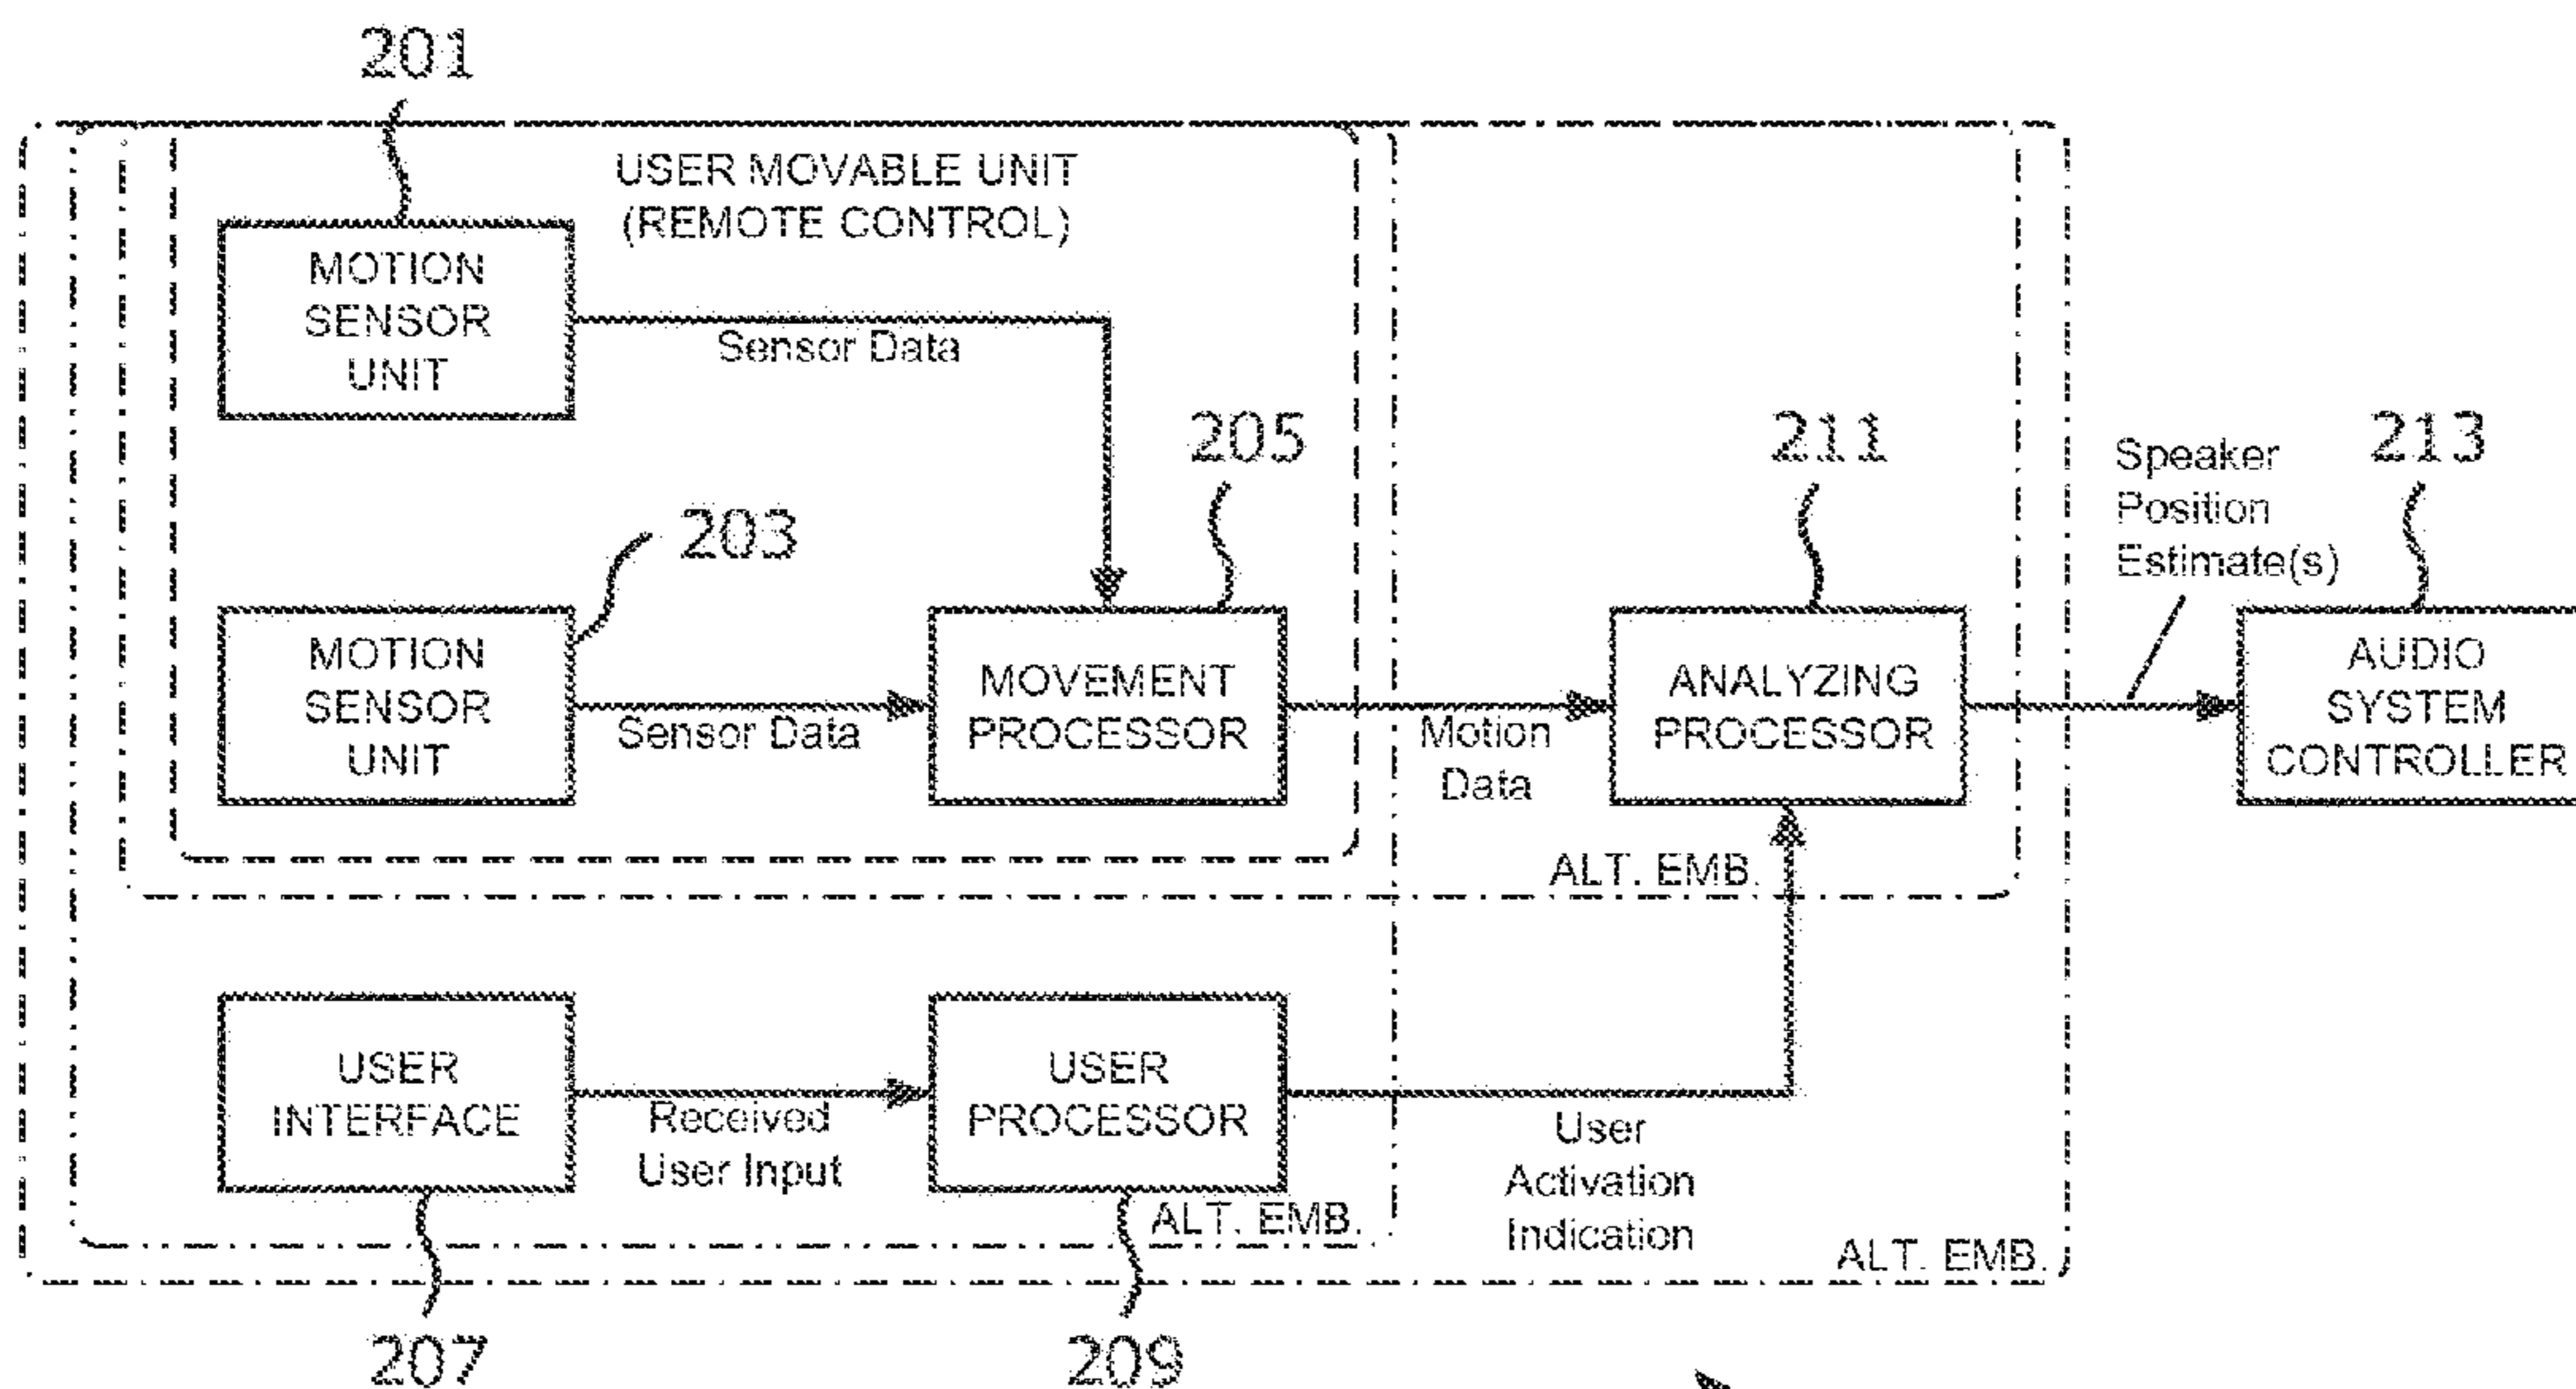 201
USER MOVABLE UNIT
(REMOTE CONTROL)
MOTION
SENSOR
UNIT
Sensor Data
205
211
Speaker
Position
Estimate(s)
213
203
MOTION
SENSOR
UNIT
Sensor Data
MOVEMENT
PROCESSOR
Motion
Data
ANALYZING
PROCESSOR
AUDIO
SYSTEM
CONTROLLER
ALT. EMB.
USER
INTERFACE
Received
User Input
USER
PROCESSOR
User
Activation
Indication
ALT. EMB.
ALT. EMB.
207
209